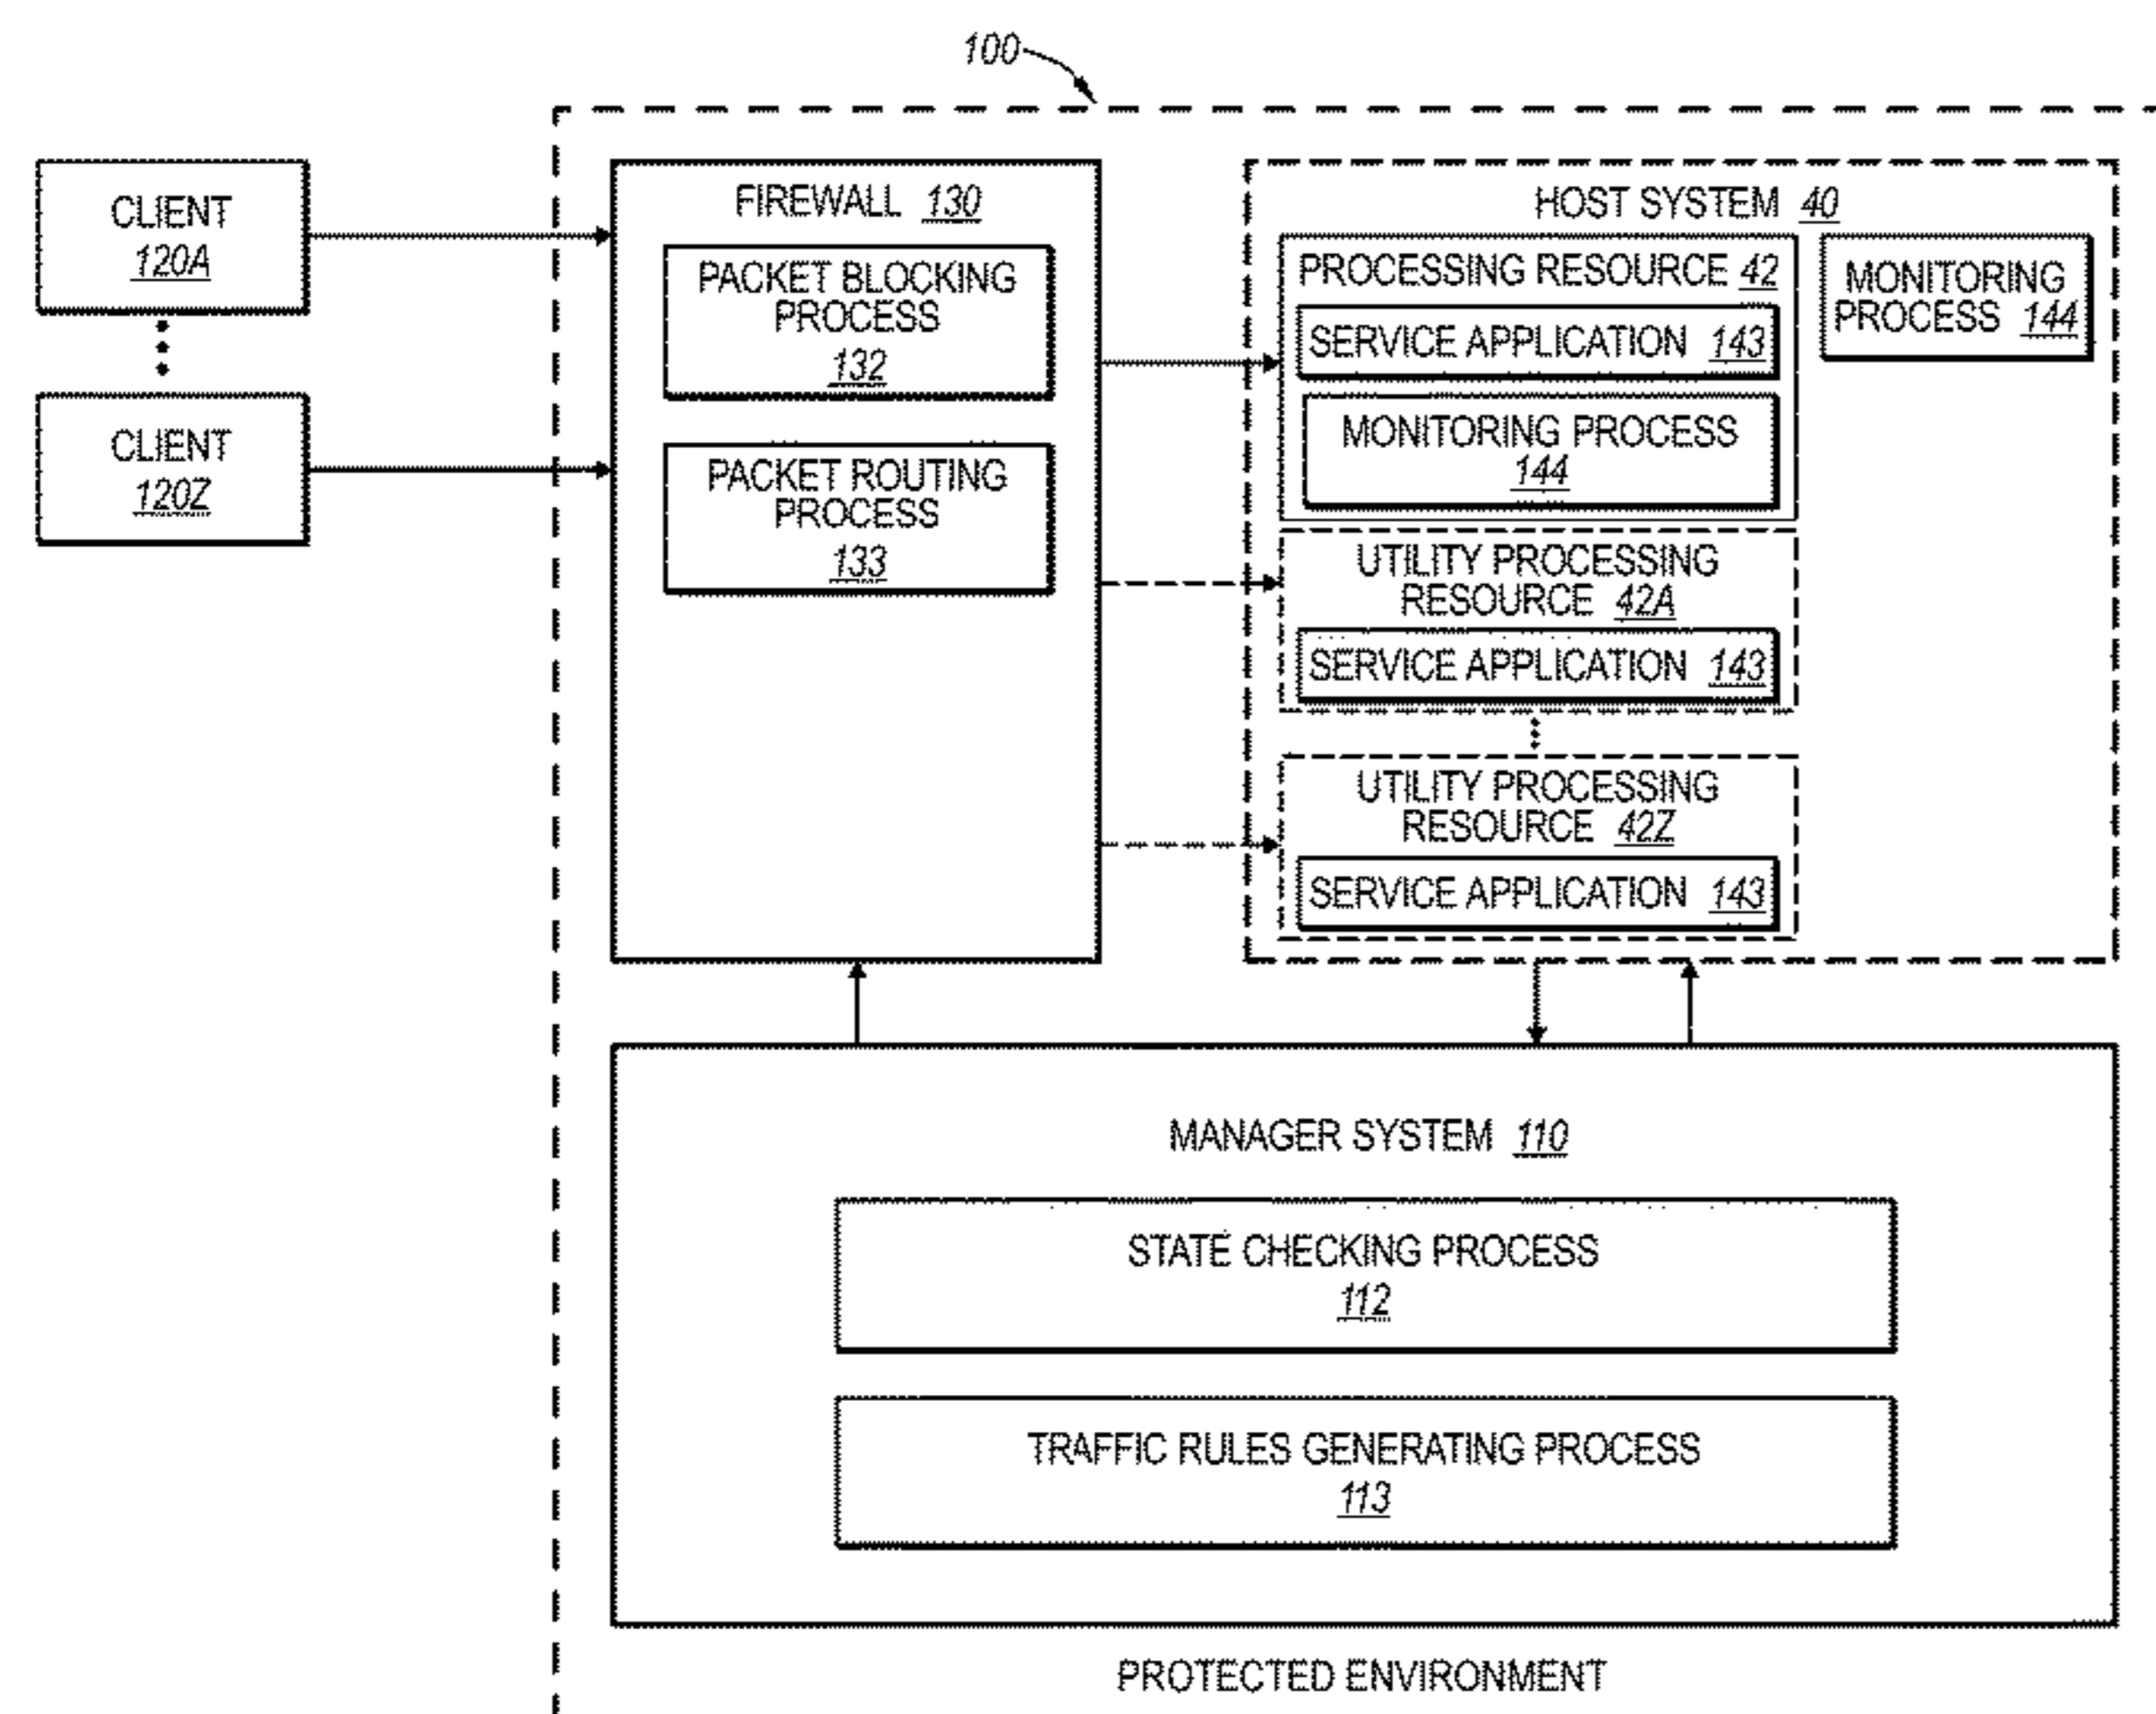 100
CLIENT
120A
CLIENT
120Z
FIREWALL 130
PACKET BLOCKING
PROCESS
132
PACKET ROUTING
PROCESS
133
HOST SYSTEM 40
PROCESSING RESOURCE 42
SERVICE APPLICATION 143
MONITORING PROCESS
144
MONITORING
PROCESS 144
UTILITY PROCESSING
RESOURCE 42A
SERVICE APPLICATION 143
UTILITY PROCESSING
RESOURCE 42Z
SERVICE APPLICATION 143
MANAGER SYSTEM 110
STATE CHECKING PROCESS
112
TRAFFIC RULES GENERATING PROCESS
113
PROTECTED ENVIRONMENT